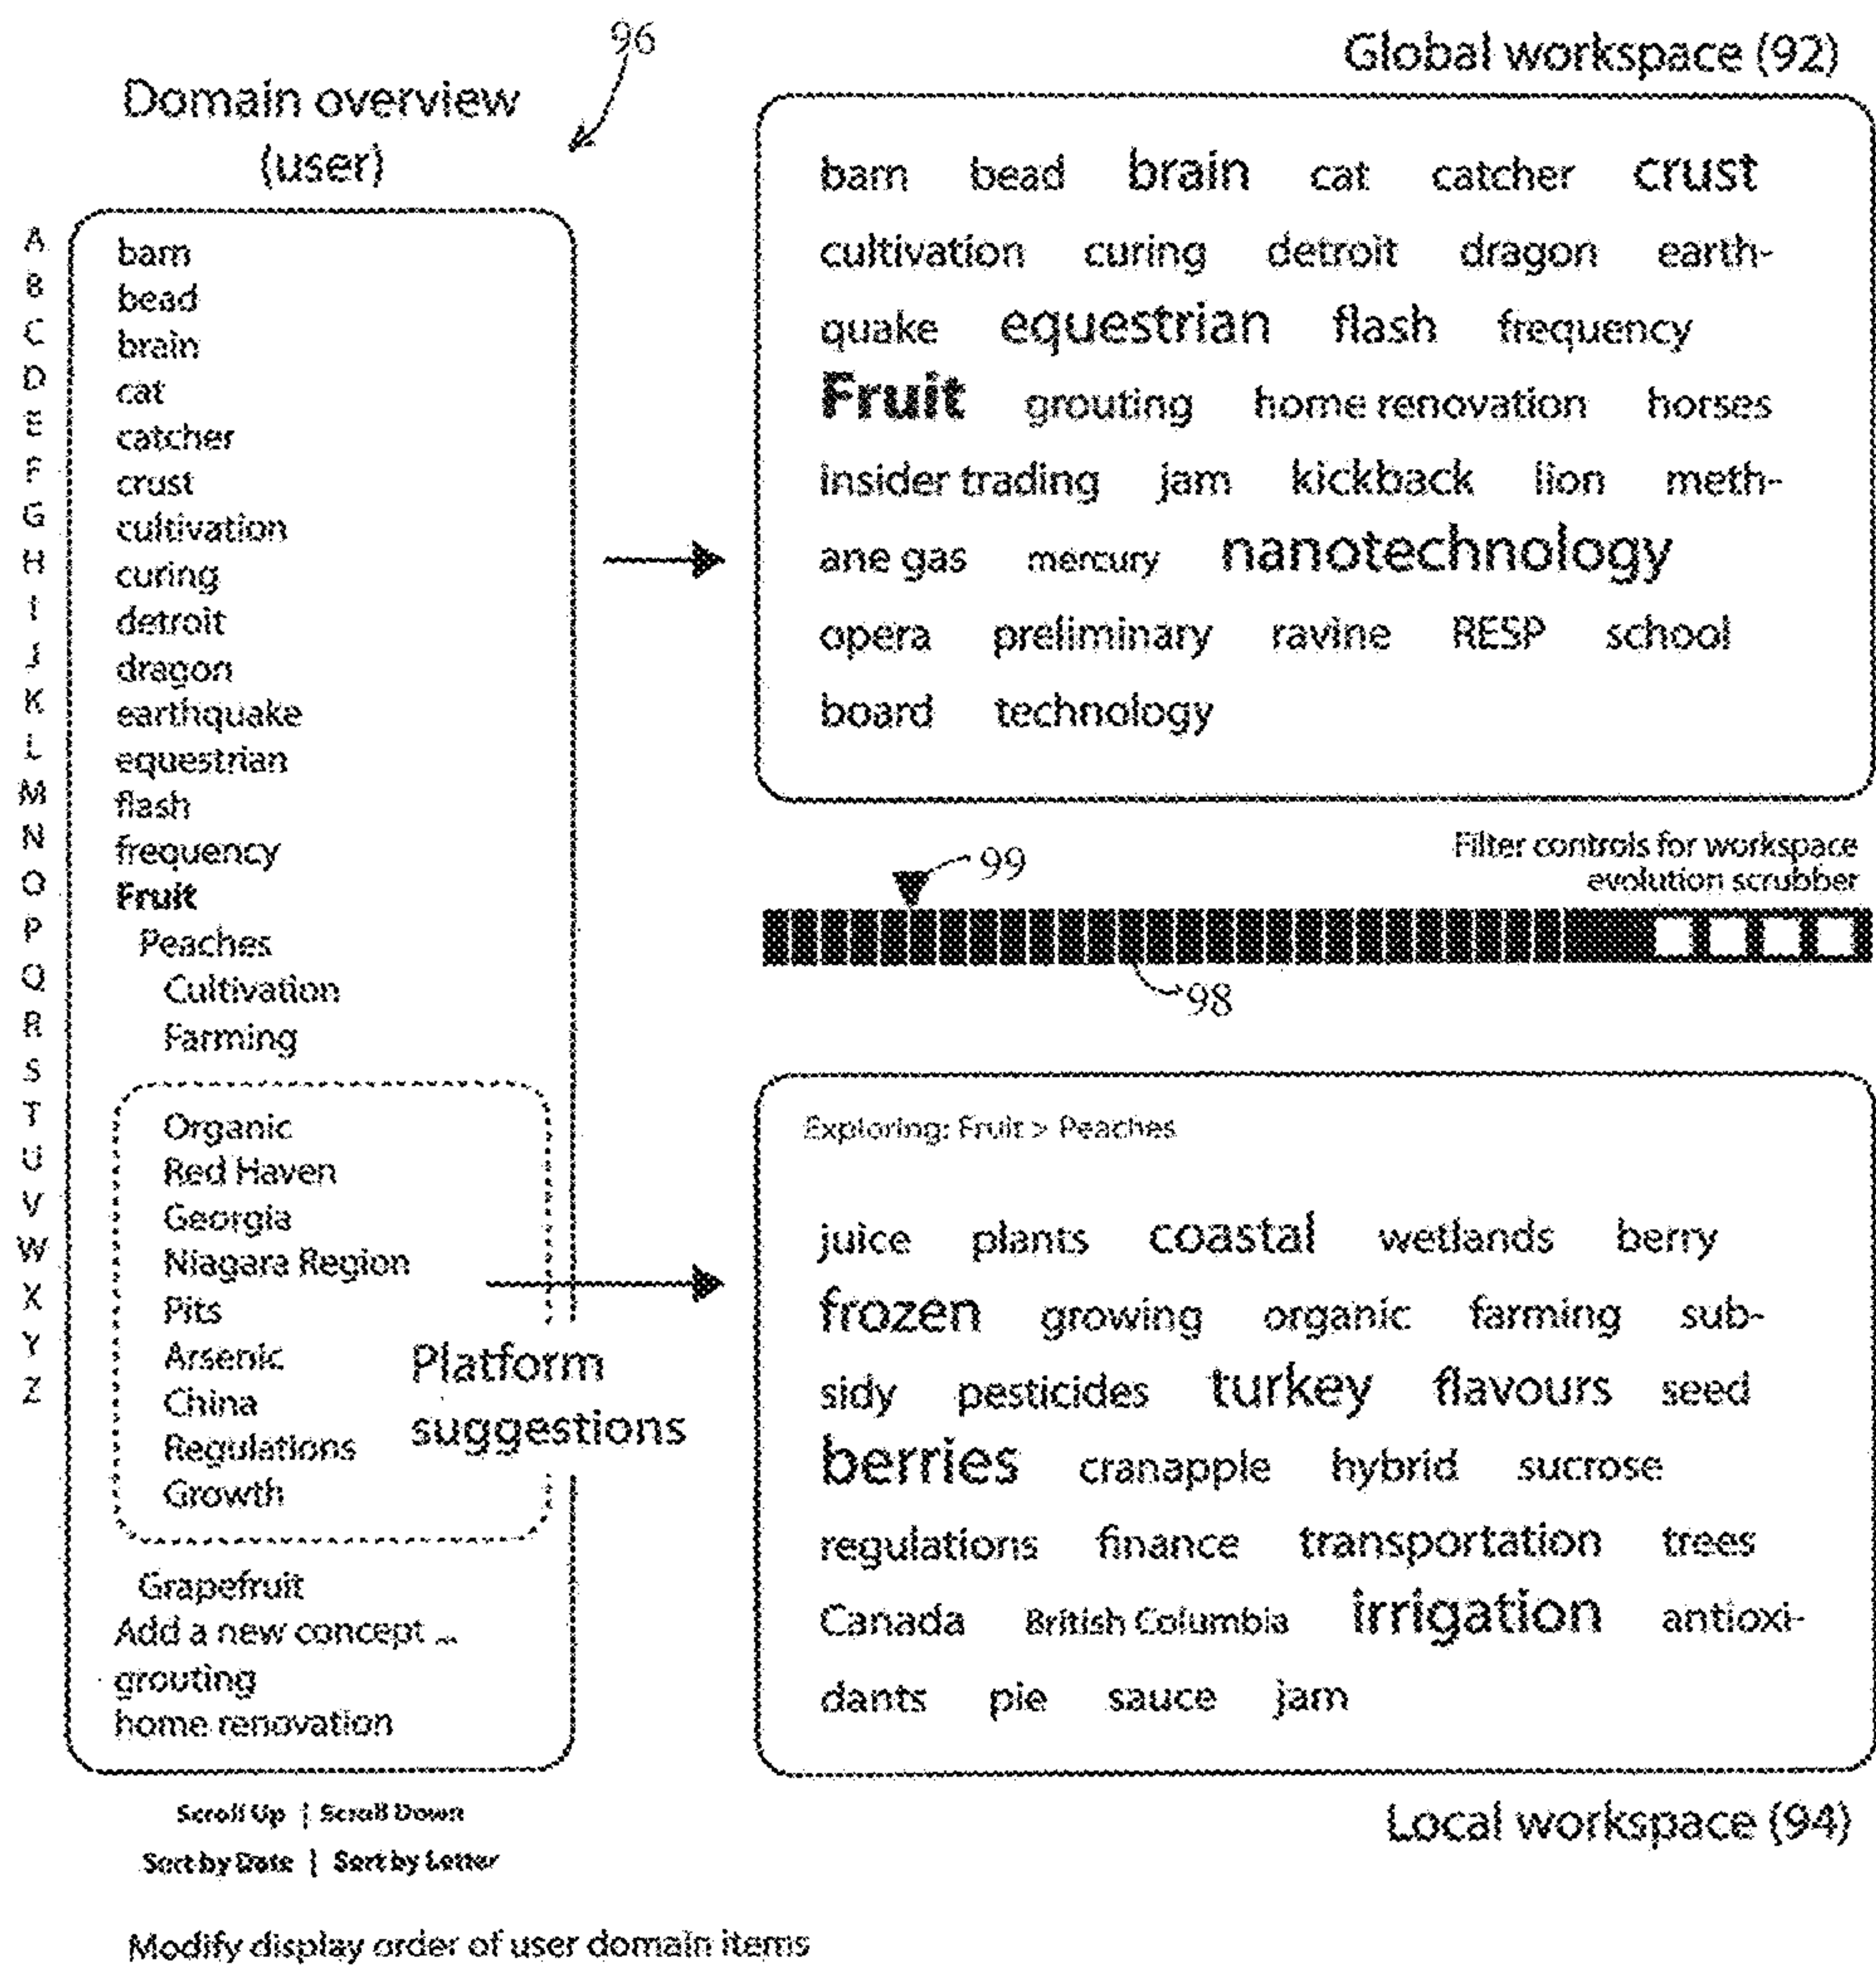 96
Domain overview
(user)
A
B
C
D
E
F
G
H
I
J
K
L
M
N
O
P
Q
R
S
T
U
V
W
X
Y
Z
barn
bead
brain
cat
catcher
crust
cultivation
curing
detroit
dragon
earthquake
equestrian
flash
frequency
Fruit
Peaches
Cultivation
Farming
Organic
Red Haven
Georgia
Niagara Region
Pits
Arsenic
China
Regulations
Growth
Platform
suggestions
Grapefruit
Add a new concept ...
grouting
home renovation
Scroll Up | Scroll Down
Sort by Date | Sort by Letter
Modify display order of user domain items
Global workspace (92)
barn bead brain cat catcher crust
cultivation curing detroit dragon earth-
quake equestrian flash frequency
Fruit grouting home renovation horses
insider trading jam kickback lion meth-
ane gas mercury nanotechnology
opera preliminary ravine RESP school
board technology
99
Filter controls for workspace
evolution scrubber
98
Exploring: Fruit > Peaches
juice plants coastal wetlands berry
frozen growing organic farming sub-
sidy pesticides turkey flavours seed
berries cranapple hybrid sucrose
regulations finance transportation trees
Canada British Columbia irrigation antioxi-
dants pie sauce jam
Local workspace (94)